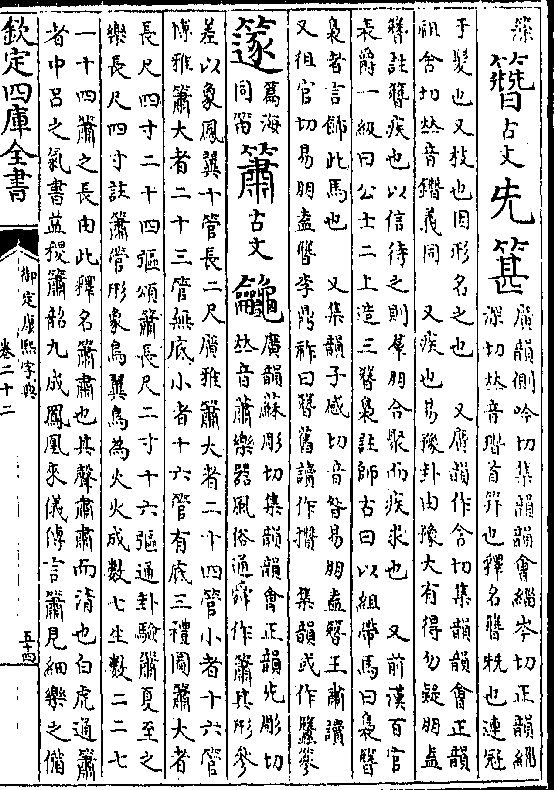 篸
簪古文兂䈜廣韻側吟切集韻韻會緇岑切正韻緇深切𠀤音䐜首笄也釋名簪兓也連冠
于髮也又枝也因形名之也 又廣韻作含切集韻韻會正韻
祖含切𠀤音鐕義同 又疾也易豫卦由豫大有得勿疑朋盍
簪註簪疾也以信待之則羣朋合聚而疾來也 又前漢百官
表爵一級曰公士二上造三簪裊註師古曰以組帶馬曰裊簪
裊者言飾此馬也 又集韻子感切音昝易朋盍簪王肅讀
又徂官切易朋盍簪李鼎祚曰簪舊讀作攢 集韻或作鐕篸
篴篇海同笛
簫古文䶳廣韻蘇彫切集韻韻會正韻先彫切𠀤音蕭樂器風俗通舜作簫其形參
差以象鳳翼十管長二尺廣雅簫大者二十四管小者十六管
博雅簫大者二十三管無底小者十六管有底三禮圖簫大者
長尺四寸二十四彄頌簫長尺二寸十六彄通卦驗簫夏至之
樂長尺四寸註簫管形象鳥翼鳥為火火成數七生數二二七
一十四簫之長由此釋名簫肅也其聲肅肅而清也白虎通簫
者中呂之氣書益稷簫韶九成鳳凰來儀傳言簫見細樂之備
欽定四庫全書
御定康熙字典
卷二十二
五十四